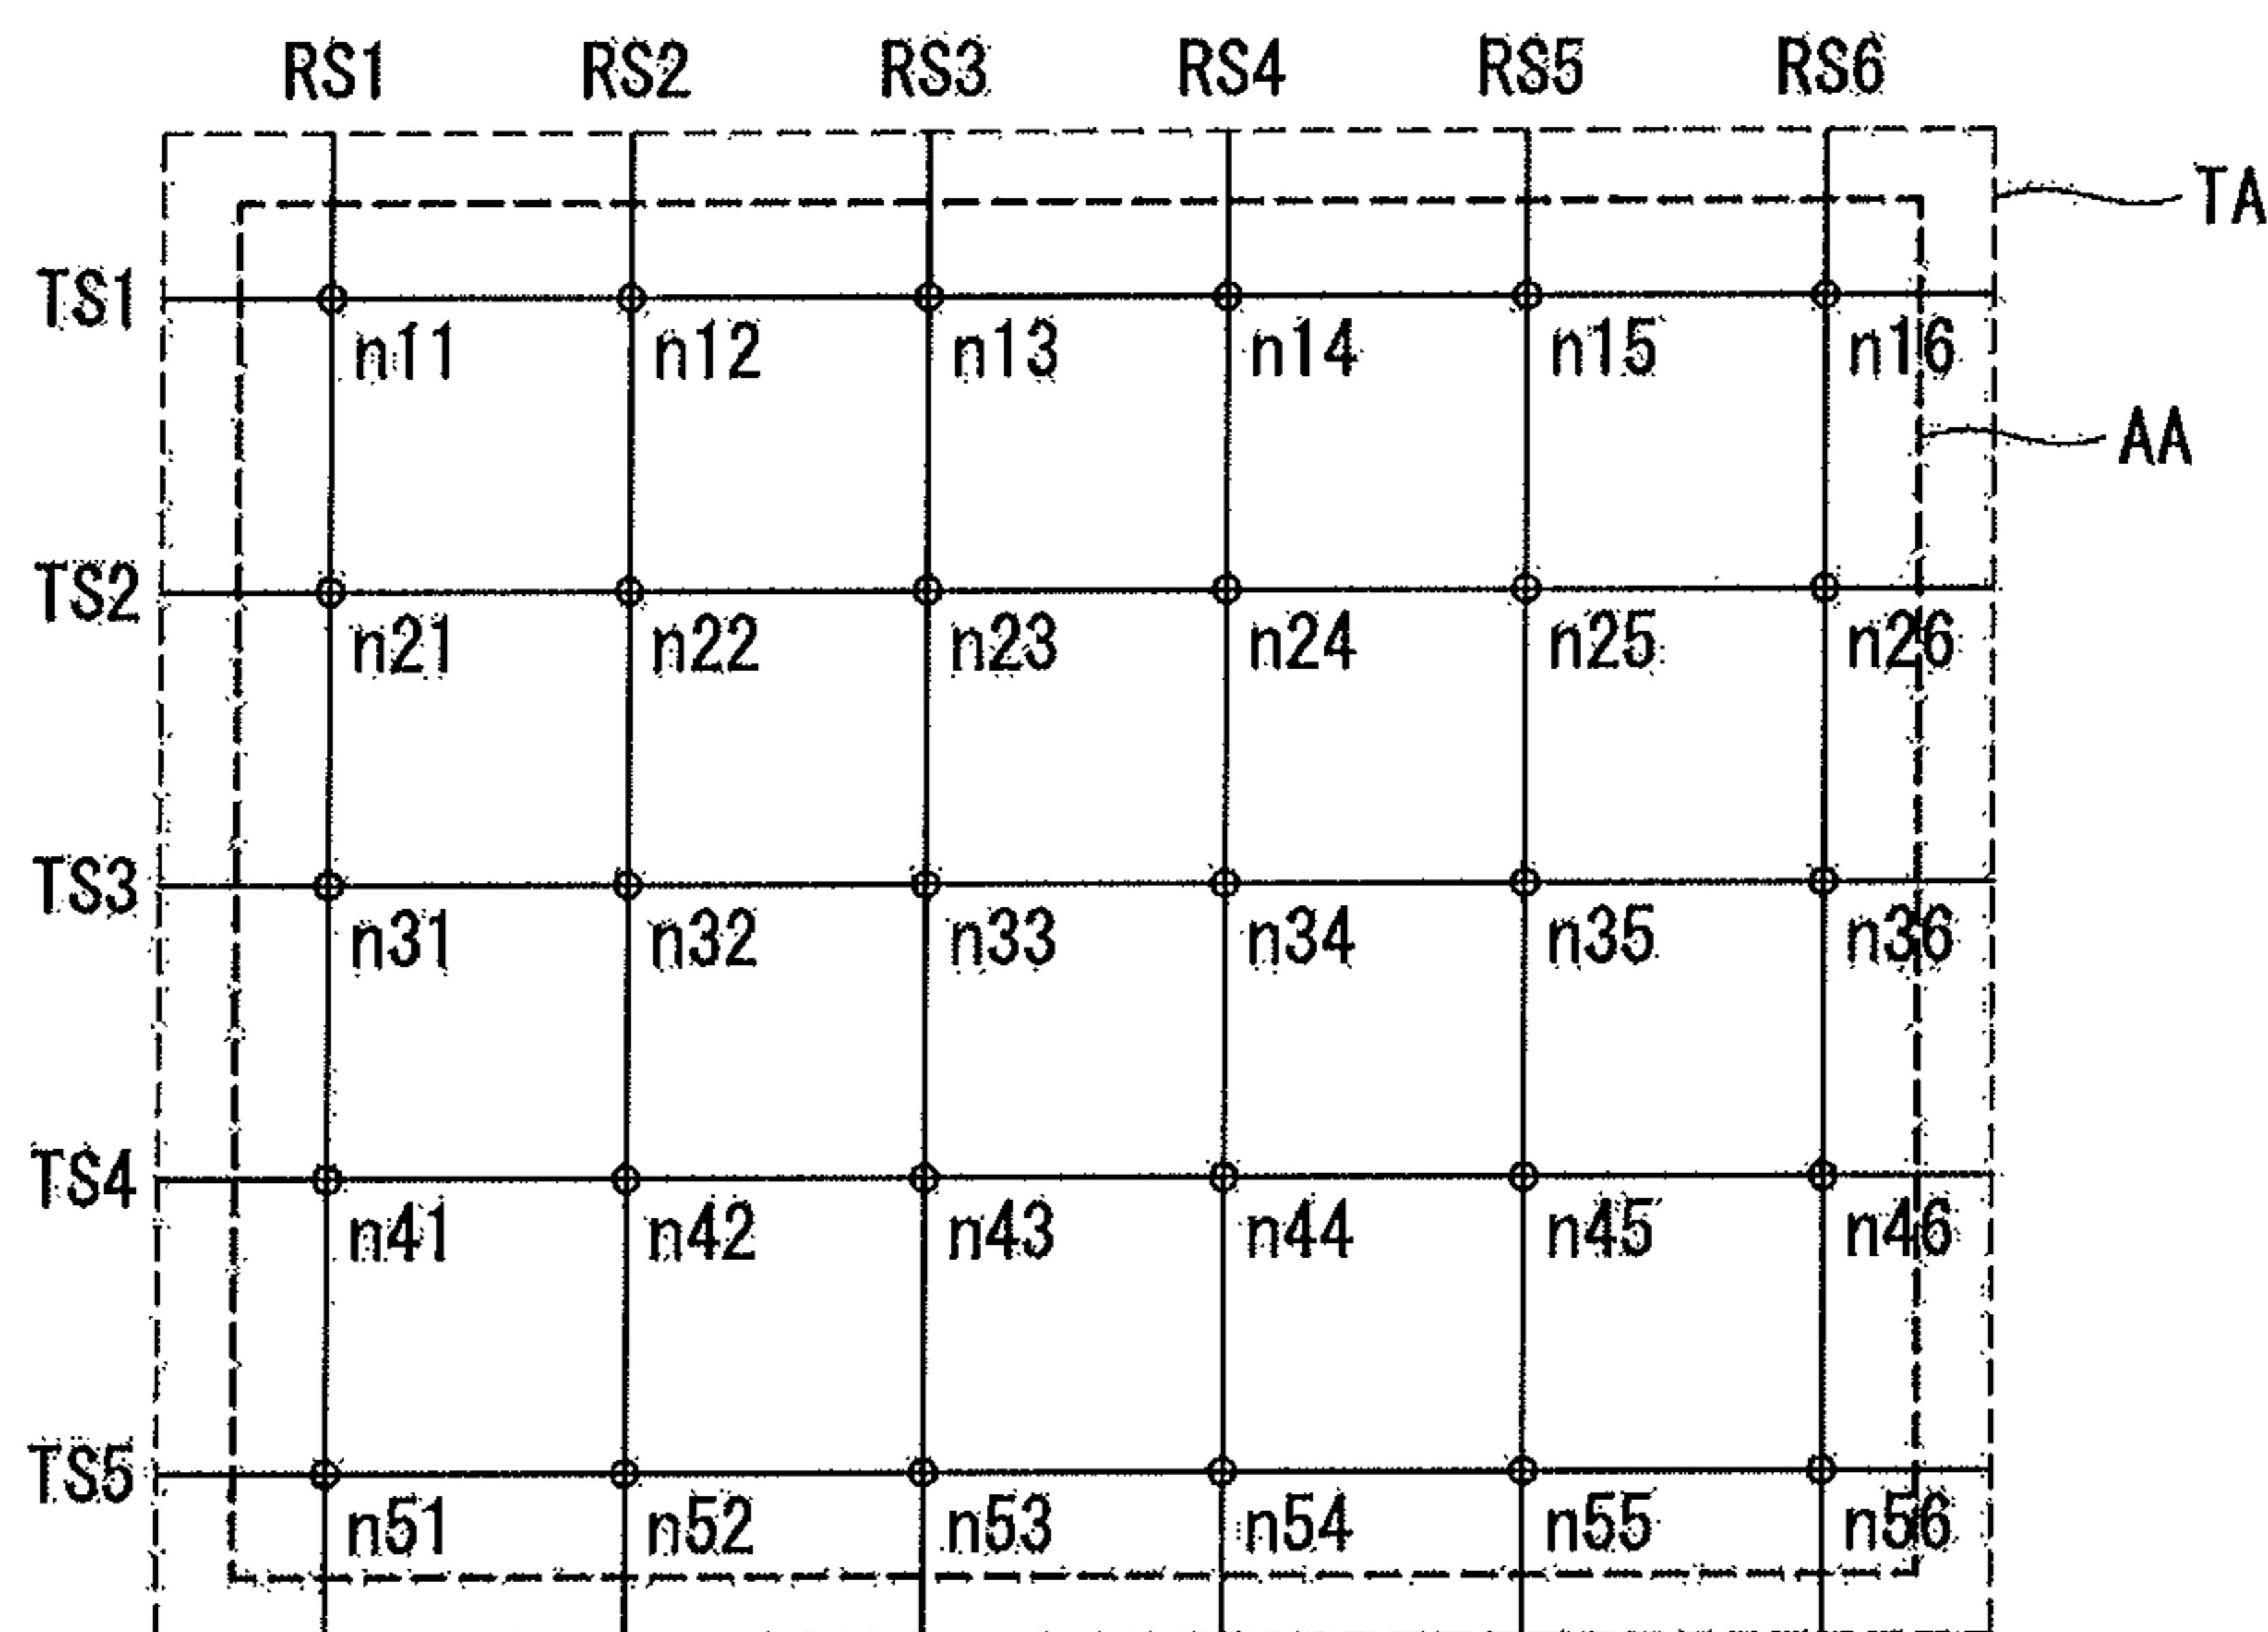 RS1 RS2 RS3 RS4 RS5 RS6
TA
TS1
n11 n12 n13 n14 n15 n16
AA
TS2
n21 n22 n23 n24 n25 n26
TS3
n31 n32 n33 n34 n35 n36
TS4
n41 n42 n43 n44 n45 n46
TS5
n51 n52 n53 n54 n55 n56